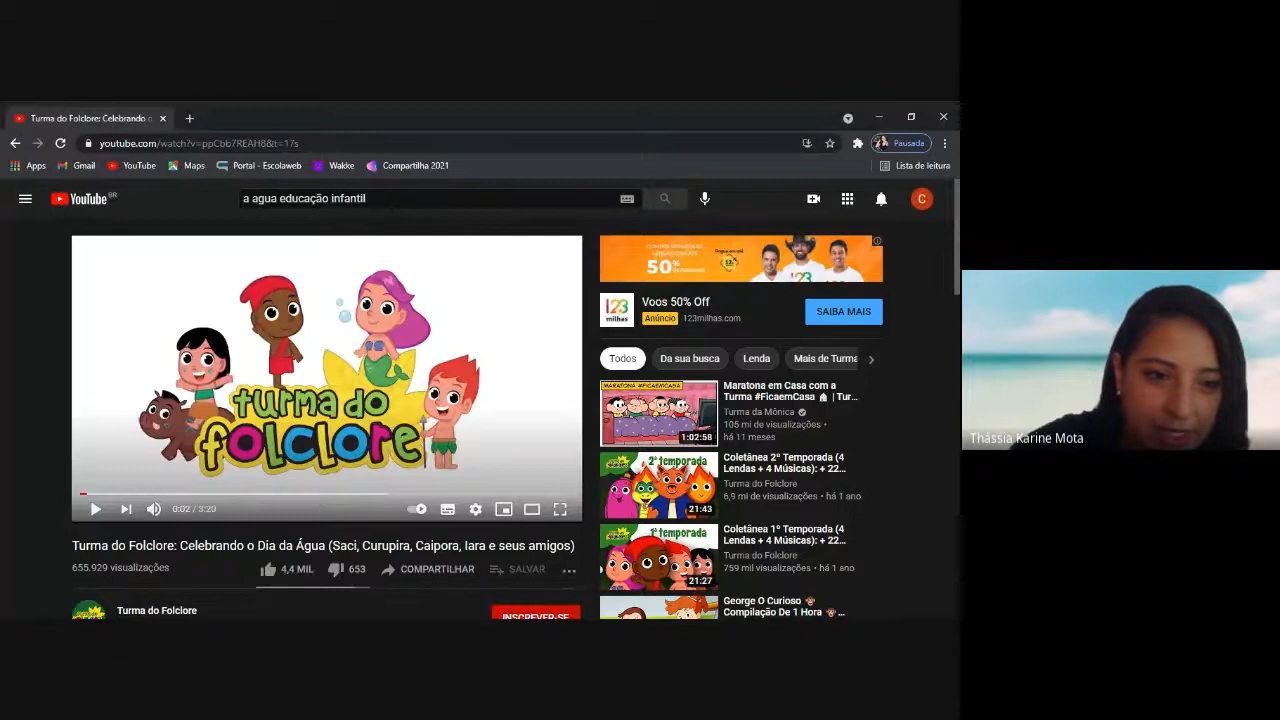 Turma do Folclore: Celebrando c
youtube.com/watch?v=ppCbb7REAH8&t=17s
Pausada
Apps
Gmail
YouTube
Maps
Portal - Escolaweb
Wakke
Compartilha 2021
Lista de leitura
YouTube BR
a agua educação infantil
C
turma do
folclore
0:02 / 3:20
Turma do Folclore: Celebrando o Dia da Água (Saci, Curupira, Caipora, Iara e seus amigos)
655.929 visualizações
4,4 MIL
653
COMPARTILHAR
SALVAR
Turma do Folclore
INSCREVER-SE
50%
123
123
milhas
Voos 50% Off
Anúncio
123milhas.com
SAIBA MAIS
Todos
Da sua busca
Lenda
Mais de Turma
MARATONA #FICAEMCASA
1:02:58
Maratona em Casa com a
Turma #FicaemCasa 🏠 | Tur...
Turma da Mônica
105 mi de visualizações •
há 11 meses
2ª temporada
21:43
Coletânea 2º Temporada (4
Lendas + 4 Músicas): + 22...
Turma do Folclore
6,9 mi de visualizações • há 1 ano
1ª temporada
21:27
Coletânea 1º Temporada (4
Lendas + 4 Músicas): + 22...
Turma do Folclore
759 mil visualizações • há 1 ano
George O Curioso 🐵
Compilação De 1 Hora 🐵...
Thássia Karine Mota